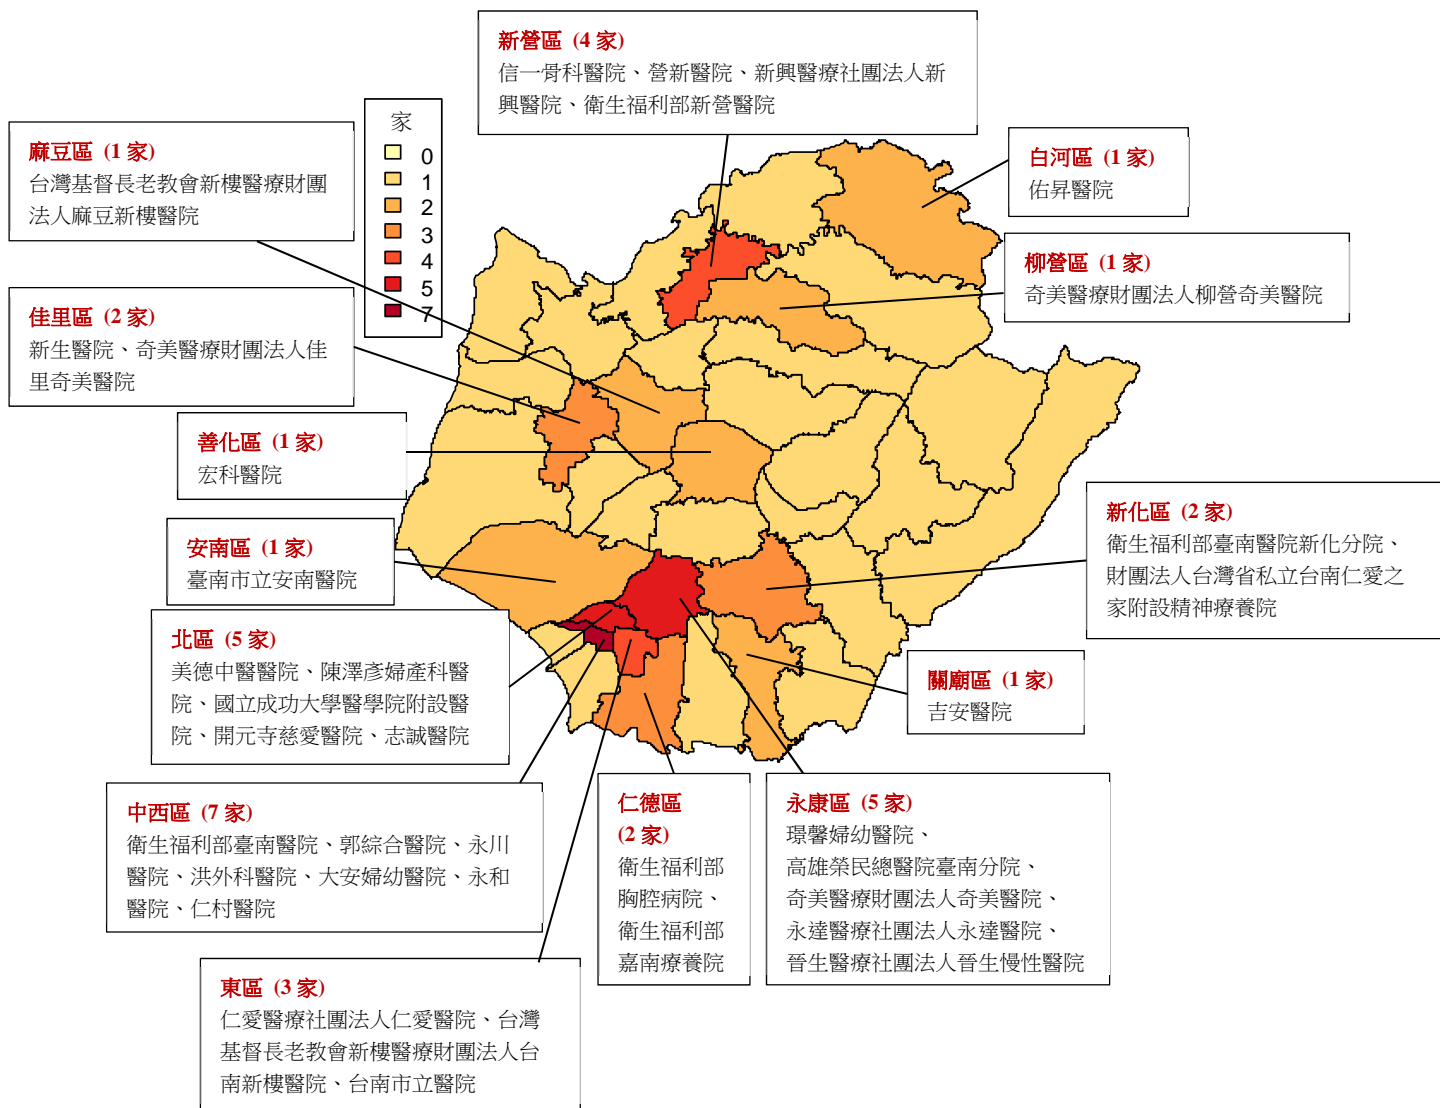 新營區 (4 家)
信一骨科醫院、營新醫院、新興醫療社團法人新
興醫院、衛生福利部新營醫院
家
0
1
2
3
4
5
7
麻豆區 (1 家)
台灣基督長老教會新樓醫療財團
法人麻豆新樓醫院
白河區 (1 家)
佑昇醫院
柳營區 (1 家)
奇美醫療財團法人柳營奇美醫院
佳里區 (2 家)
新生醫院、奇美醫療財團法人佳
里奇美醫院
善化區 (1 家)
宏科醫院
新化區 (2 家)
衛生福利部臺南醫院新化分院、
財團法人台灣省私立台南仁愛之
家附設精神療養院
安南區 (1 家)
臺南市立安南醫院
北區 (5 家)
美德中醫醫院、陳澤彥婦產科醫
院、國立成功大學醫學院附設醫
院、開元寺慈愛醫院、志誠醫院
關廟區 (1 家)
吉安醫院
中西區 (7 家)
衛生福利部臺南醫院、郭綜合醫院、永川
醫院、洪外科醫院、大安婦幼醫院、永和
醫院、仁村醫院
仁德區
(2 家)
衛生福利部
胸腔病院、
衛生福利部
嘉南療養院
永康區 (5 家)
璟馨婦幼醫院、
高雄榮民總醫院臺南分院、
奇美醫療財團法人奇美醫院、
永達醫療社團法人永達醫院、
晉生醫療社團法人晉生慢性醫院
東區 (3 家)
仁愛醫療社團法人仁愛醫院、台灣
基督長老教會新樓醫療財團法人台
南新樓醫院、台南市立醫院